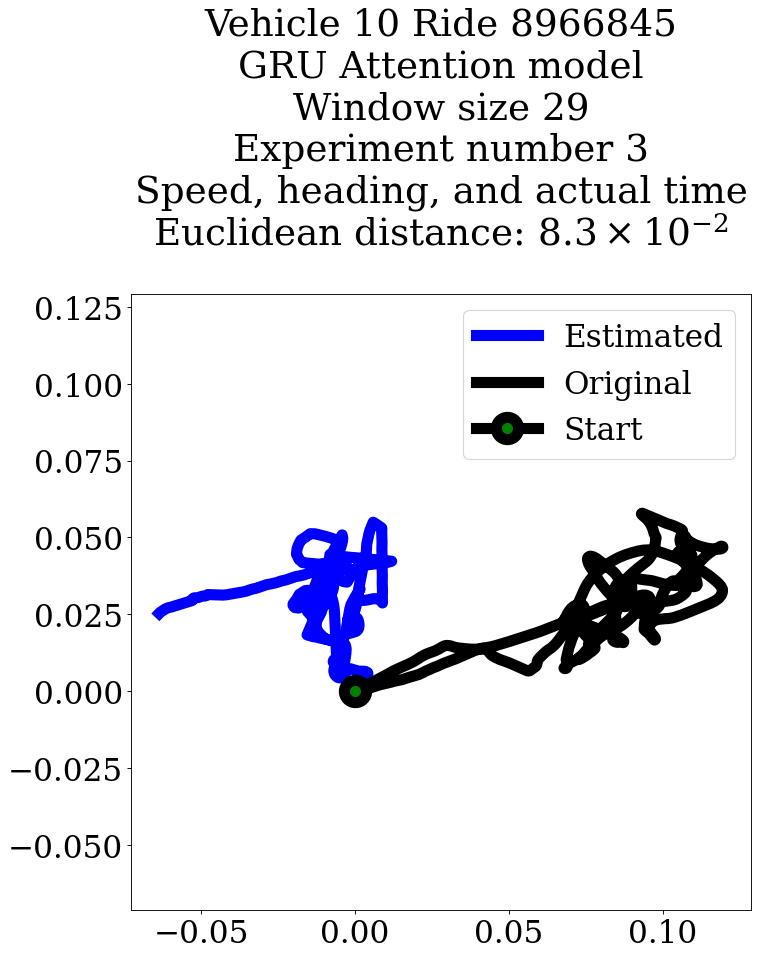 Vehicle 10 Ride 8966845
GRU Attention model
Window size 29
Experiment number 3
Speed, heading, and actual time
Euclidean distance: 8.3 × 10⁻²
0.125
0.100
0.075
0.050
0.025
0.000
−0.025
−0.050
Estimated
Original
Start
−0.05
0.00
0.05
0.10